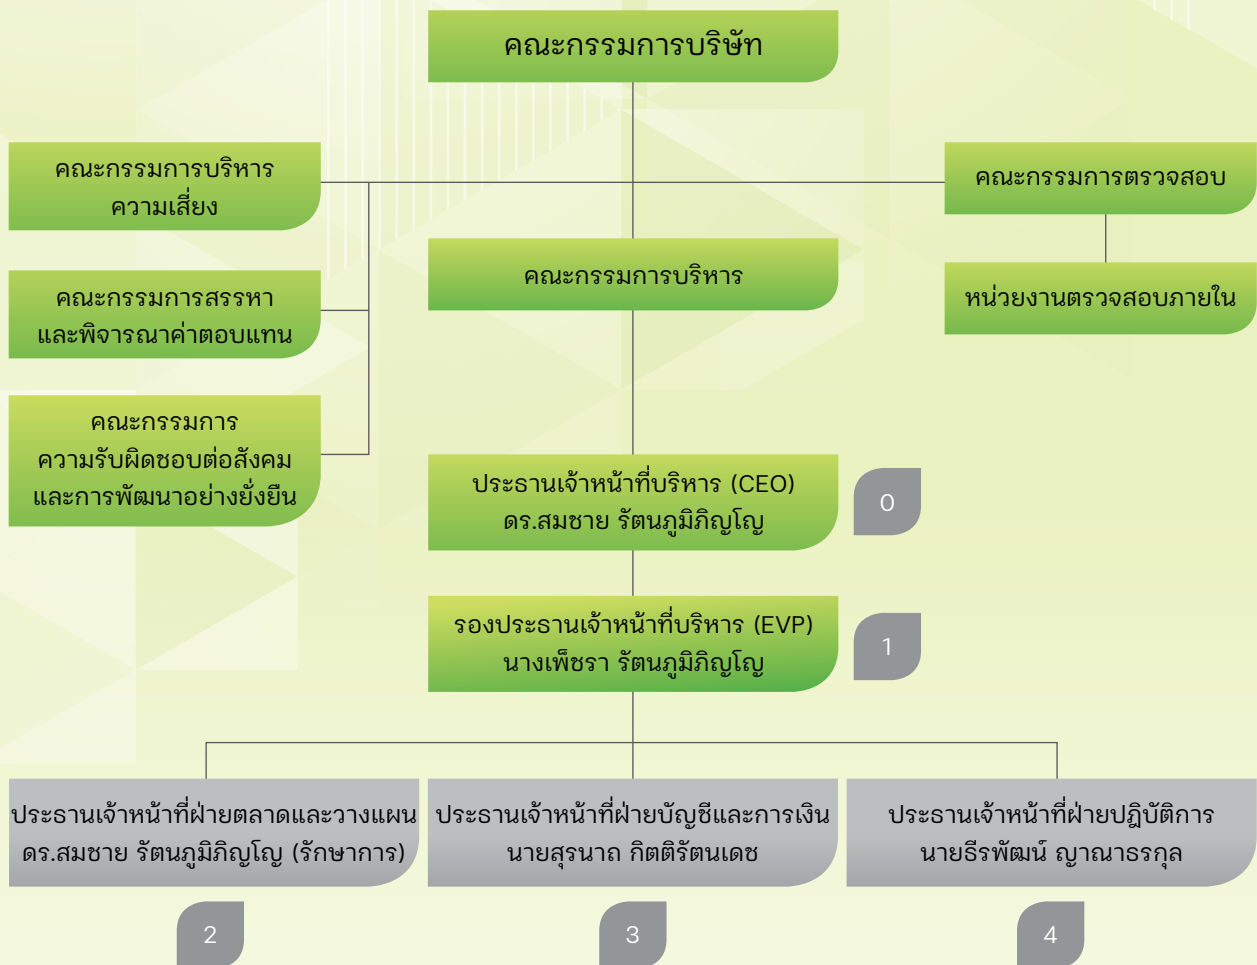 คณะกรรมการบริษัท
คณะกรรมการบริหาร
ความเสี่ยง
คณะกรรมการตรวจสอบ
คณะกรรมการบริหาร
คณะกรรมการสรรหา
และพิจารณาค่าตอบแทน
หน่วยงานตรวจสอบภายใน
คณะกรรมการ
ความรับผิดชอบต่อสังคม
และการพัฒนาอย่างยั่งยืน
ประธานเจ้าหน้าที่บริหาร (CEO)
ดร.สมชาย รัตนภูมิภิญโญ
0
รองประธานเจ้าหน้าที่บริหาร (EVP)
นางเพ็ชรา รัตนภูมิภิญโญ
1
ประธานเจ้าหน้าที่ฝ่ายตลาดและวางแผน
ดร.สมชาย รัตนภูมิภิญโญ (รักษาการ)
ประธานเจ้าหน้าที่ฝ่ายบัญชีและการเงิน
นายสุรนาถ กิตติรัตนเดช
ประธานเจ้าหน้าที่ฝ่ายปฏิบัติการ
นายธีรพัฒน์ ญาณาธรกุล
2
3
4